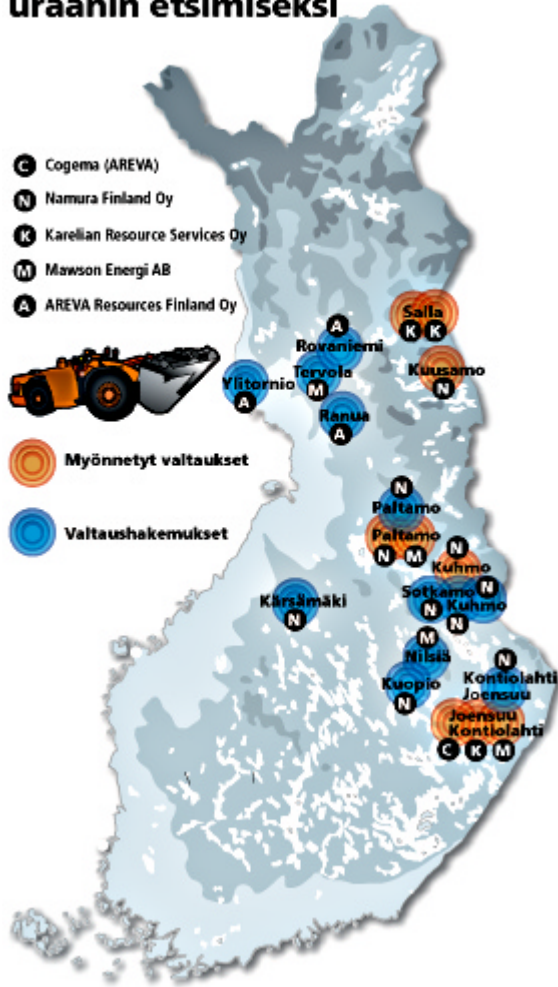 uraanin etsimiseksi
C Cogema (AREVA)
N Namura Finland Oy
K Karelian Resource Services Oy
M Mawson Energi AB
A AREVA Resources Finland Oy
Myönnetyt valtaukset
Valtaushakemukset
Salla
K K
A
Rovaniemi
Kuusamo
N
Tervola
M
Ylitornio
A
Ranua
A
N
Paltamo
Paltamo
N M
N
Kuhmo
Sotkamo
N
N
Kuhmo
N
Kärsämäki
N
M
Nilsiä
Kuopio
N
N
Kontiolahti
Joensuu
Joensuu
Kontiolahti
C K M